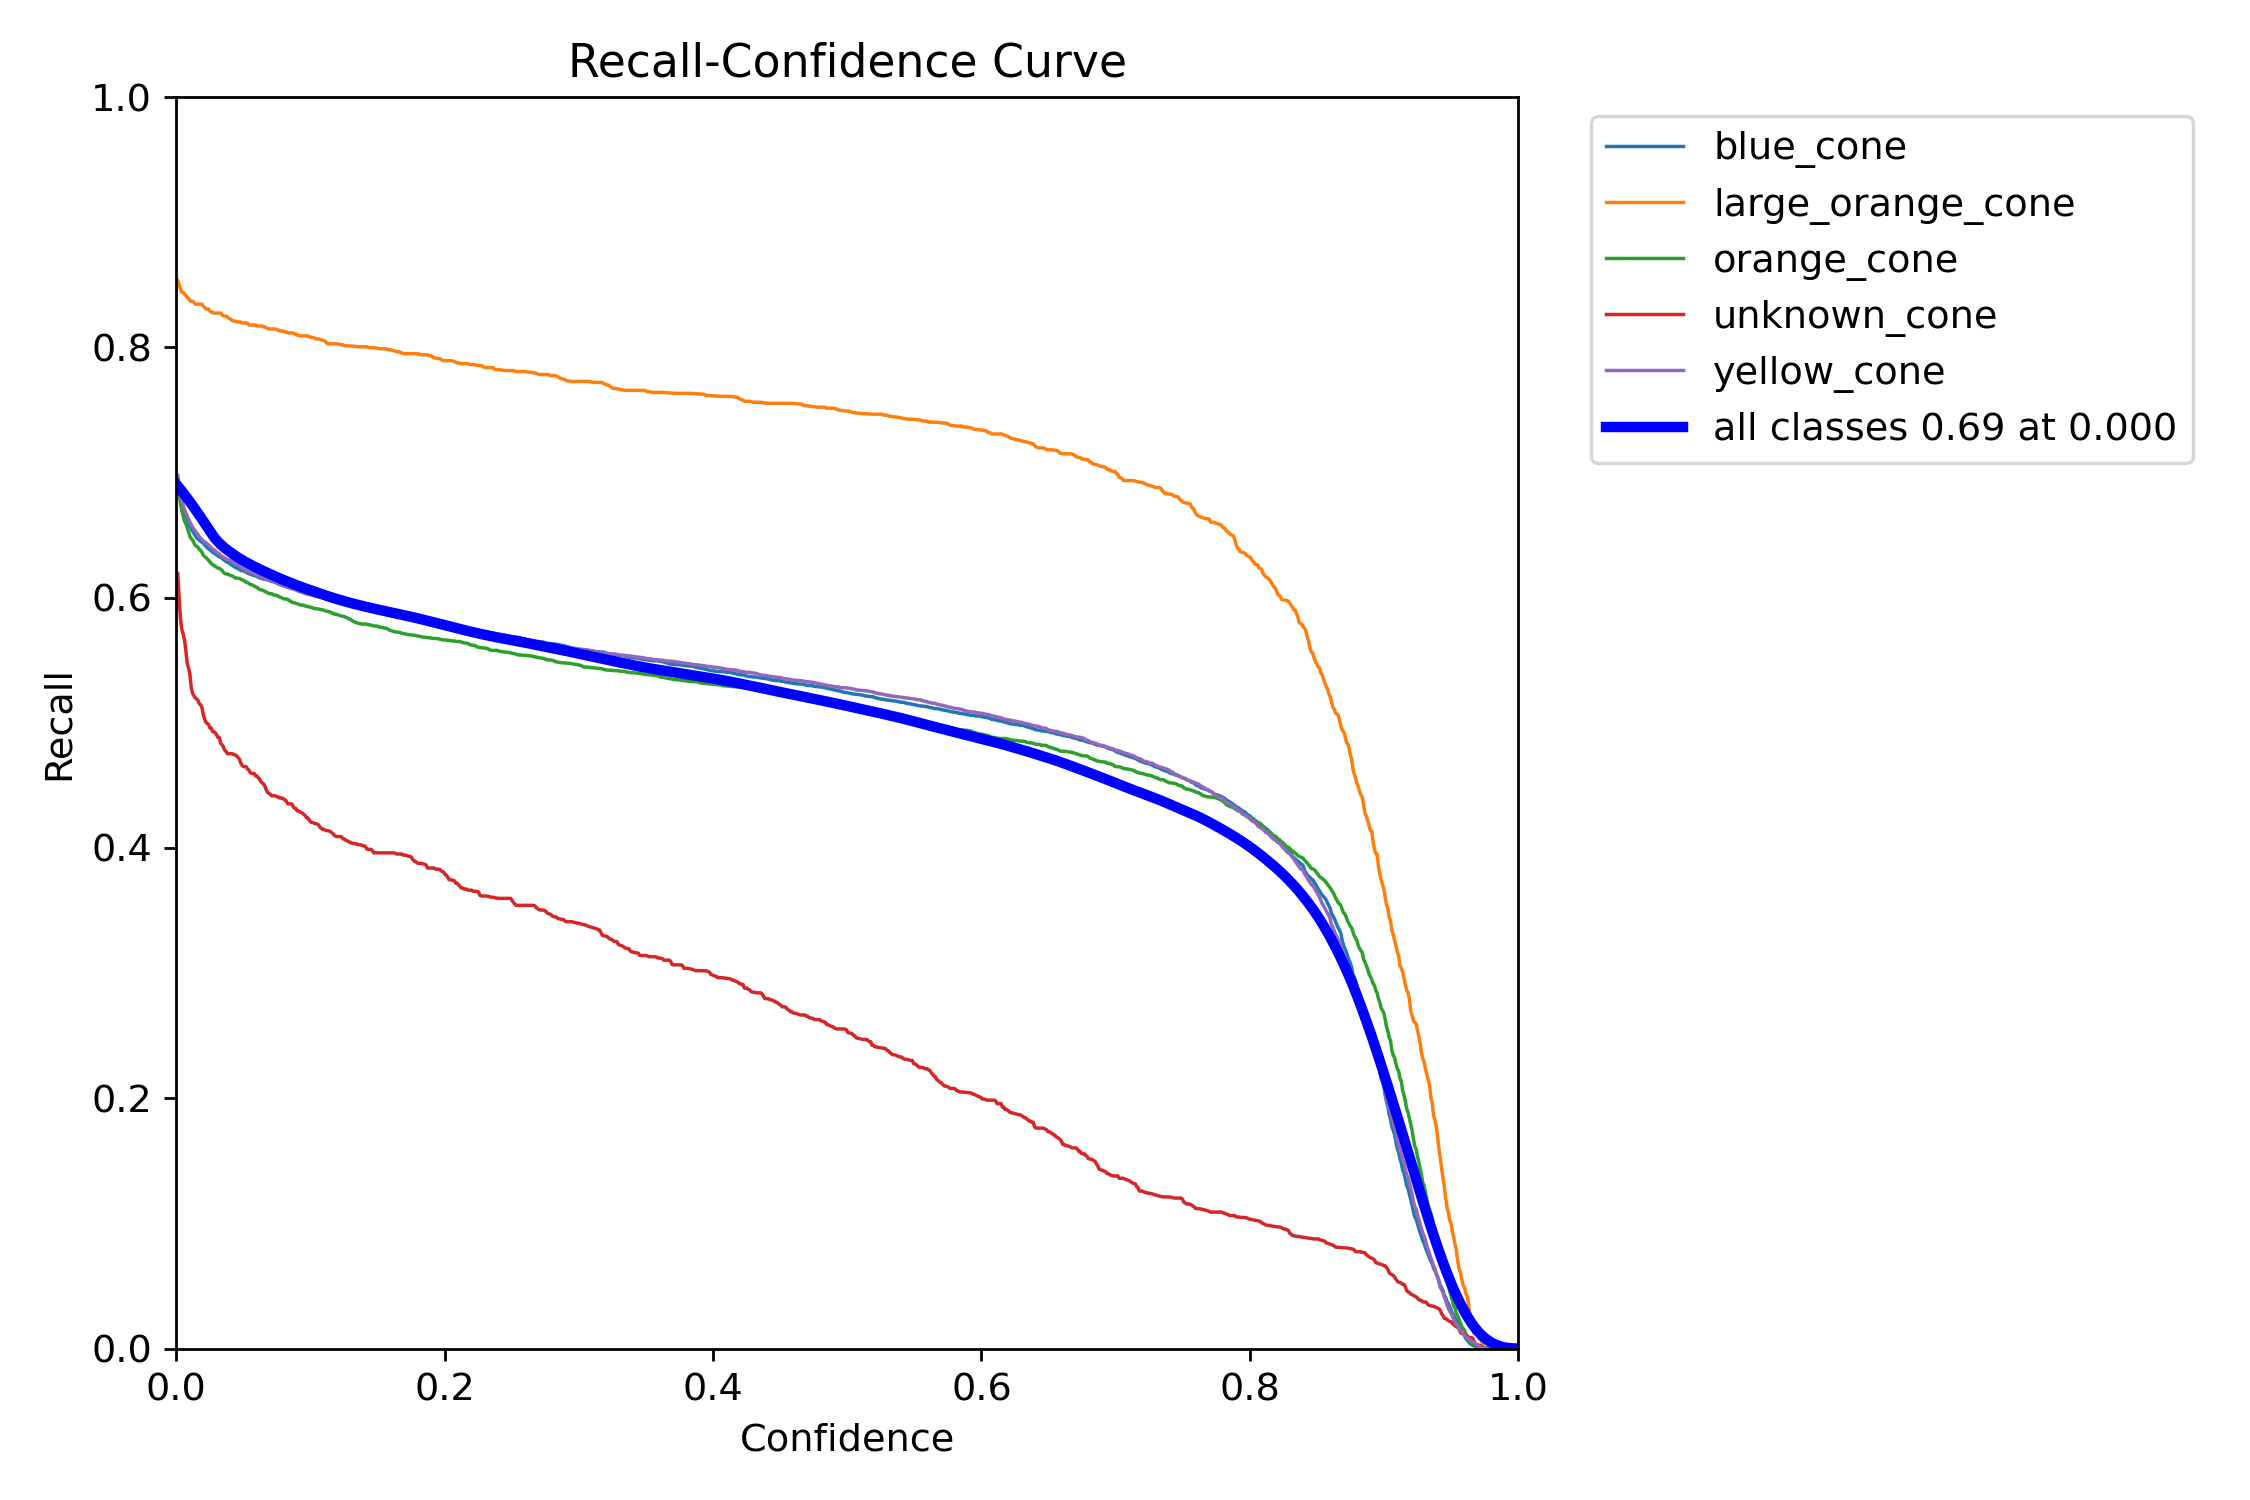 Recall-Confidence Curve
1.0
0.8
0.6
0.4
0.2
0.0
Recall
0.0 0.2 0.4 0.6 0.8 1.0
Confidence
blue_cone
large_orange_cone
orange_cone
unknown_cone
yellow_cone
all classes 0.69 at 0.000